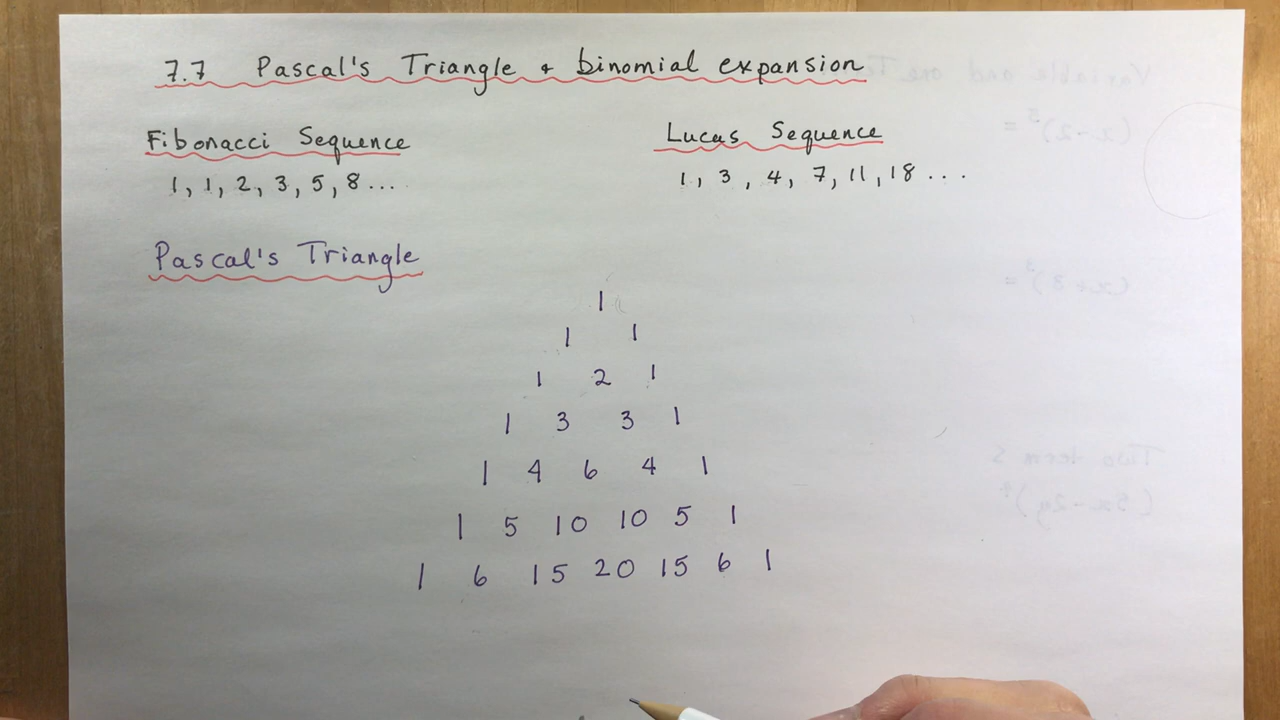 7.7 Pascal's Triangle + binomial expansion
Fibonacci Sequence
1, 1, 2, 3, 5, 8 ...
Lucas Sequence
1, 3, 4, 7, 11, 18 ...
Pascal's Triangle
1
1 1
1 2 1
1 3 3 1
1 4 6 4 1
1 5 10 10 5 1
1 6 15 20 15 6 1